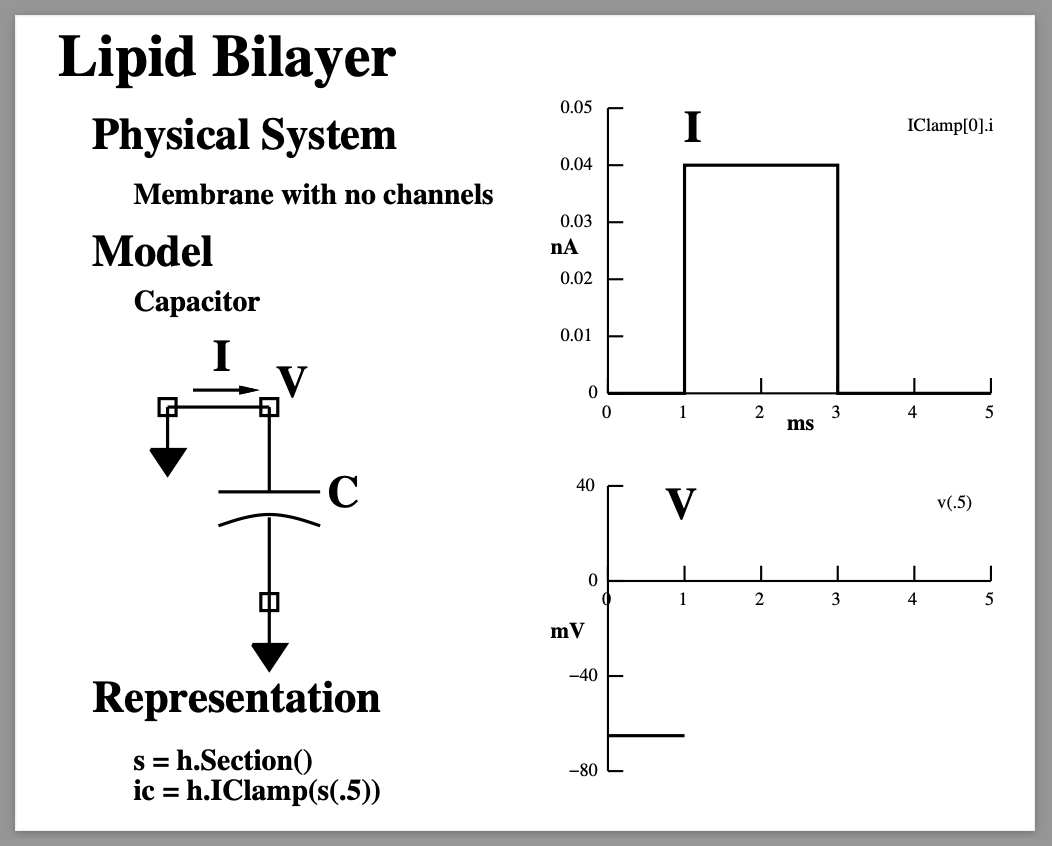 Lipid Bilayer
Physical System
Membrane with no channels
Model
Capacitor
I
V
C
Representation
s = h.Section()
ic = h.IClamp(s(.5))
0.05
I
IClamp[0].i
0.04
0.03
nA
0.02
0.01
0
0 1 2 3 4 5
ms
40
V
v(.5)
0
0 1 2 3 4 5
mV
−40
−80